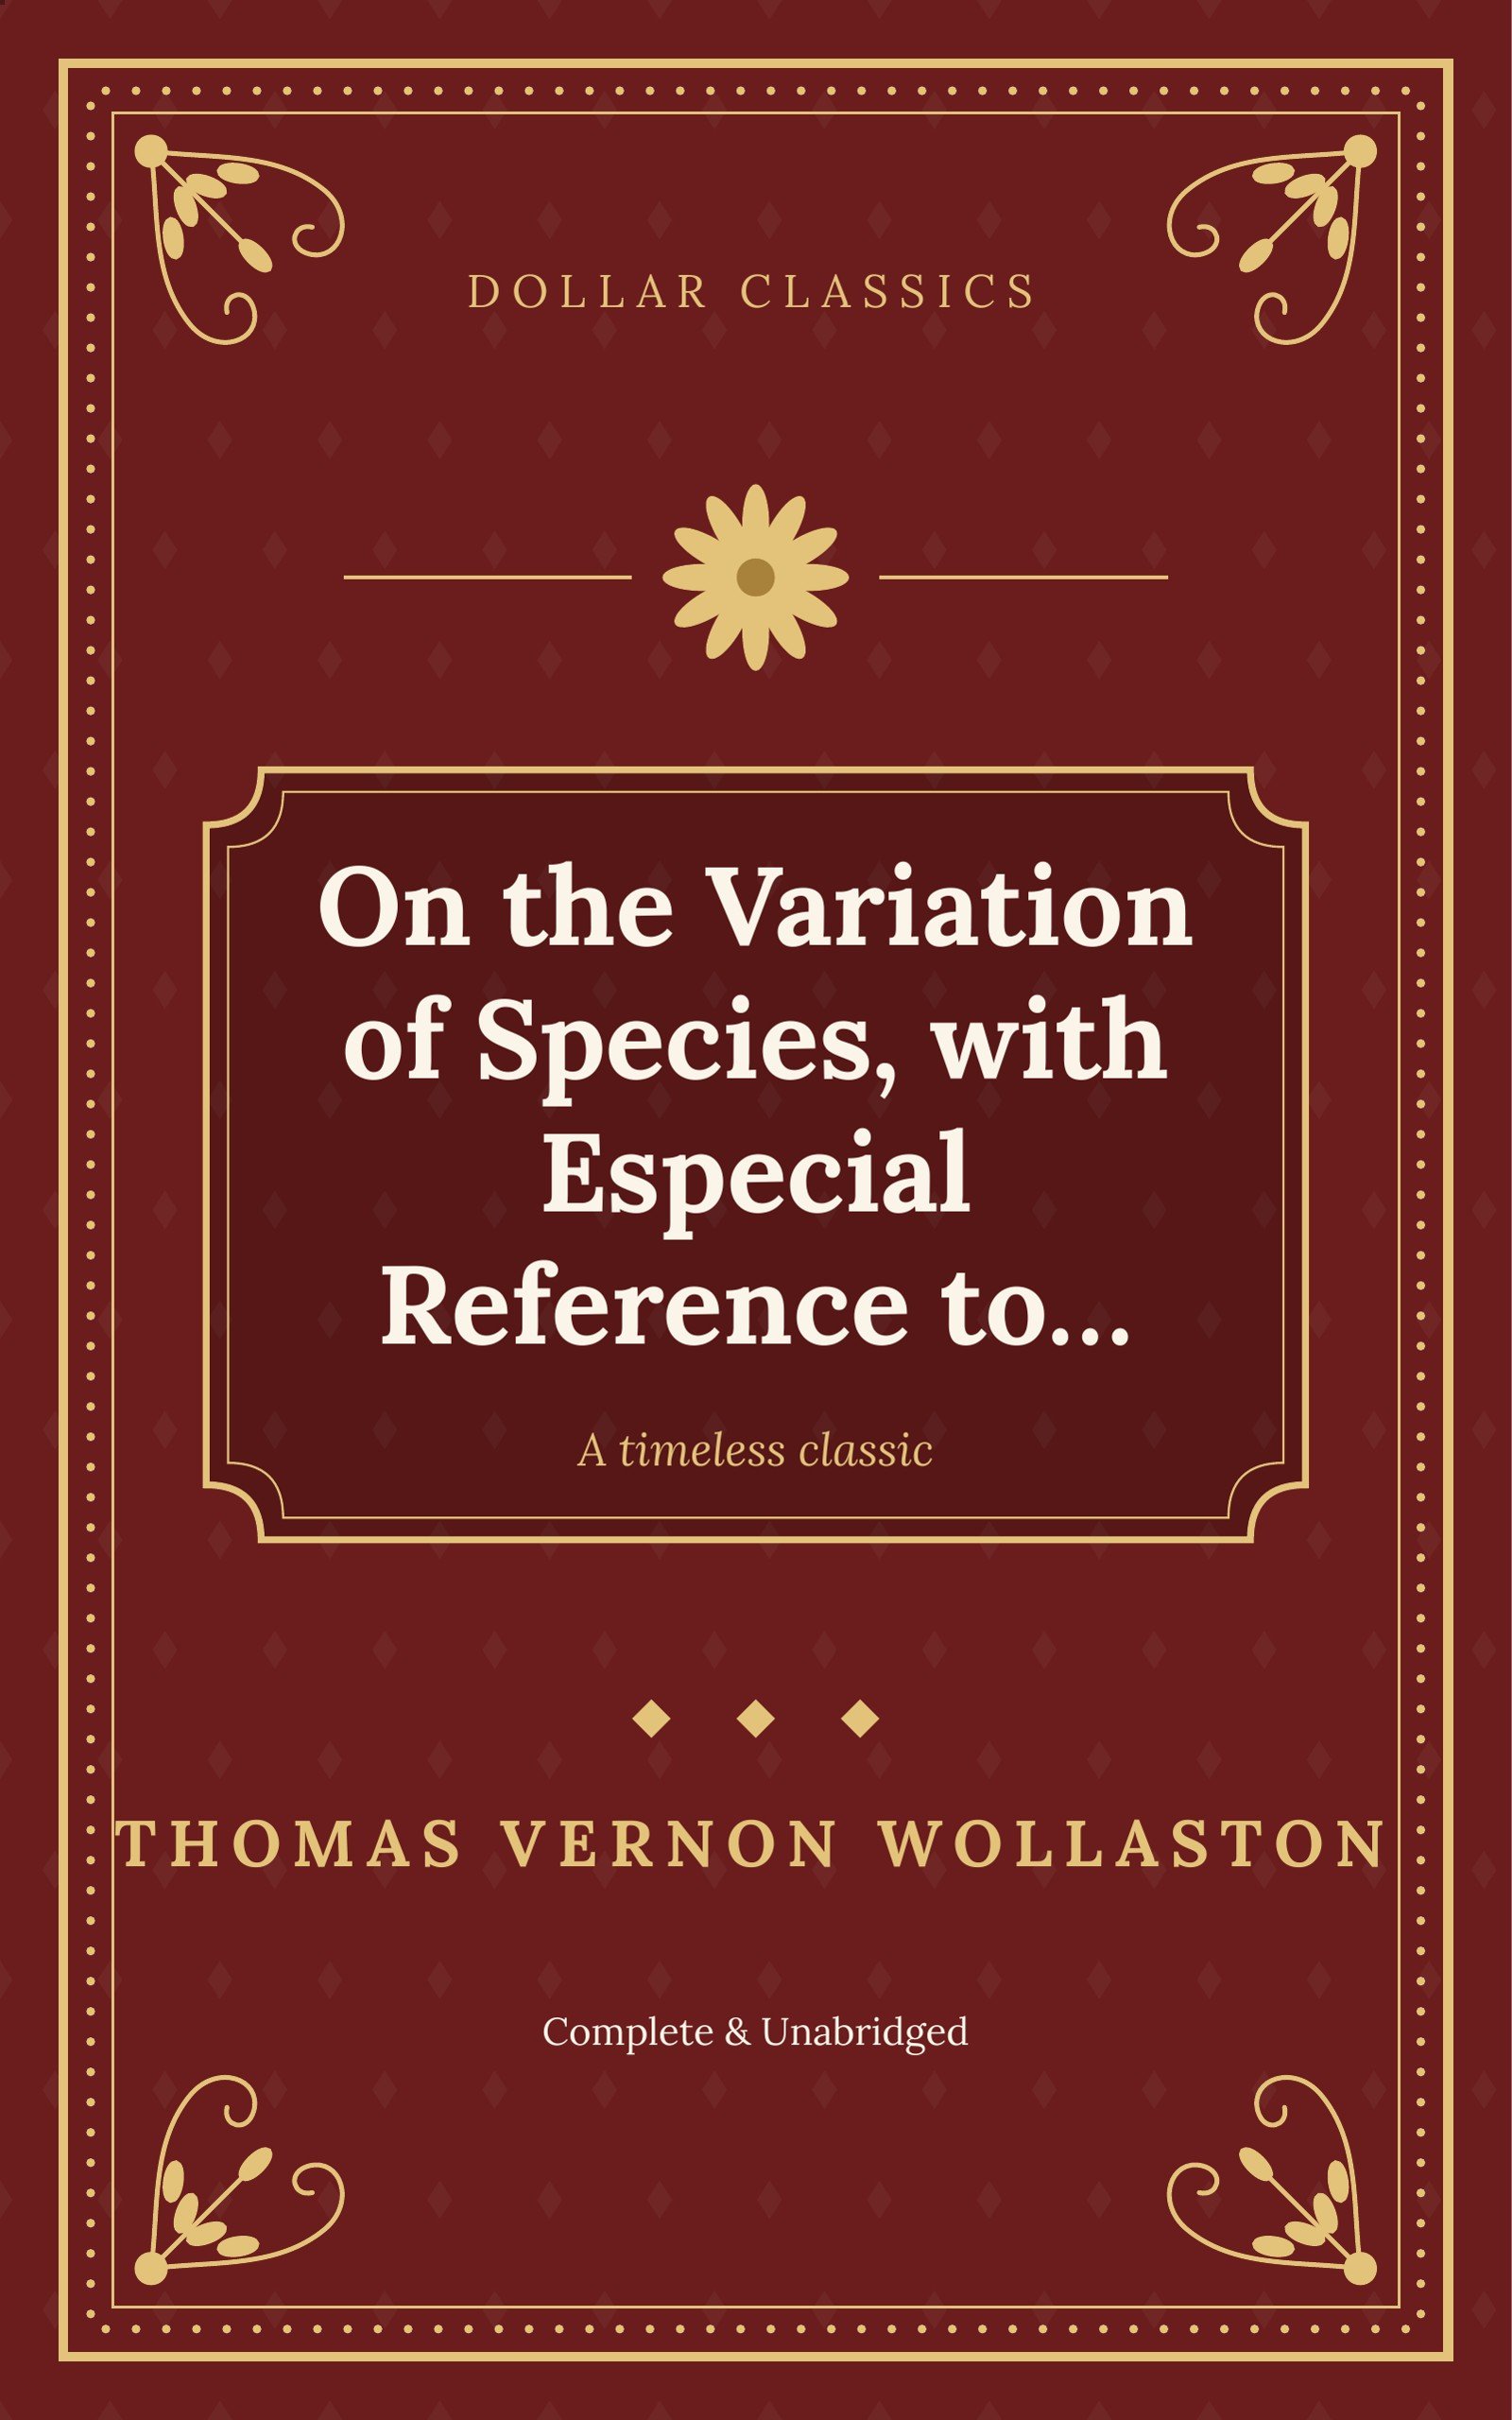 DOLLAR CLASSICS
On the Variation
of Species, with
Especial
Reference to...
A timeless classic
THOMAS VERNON WOLLASTON
Complete & Unabridged